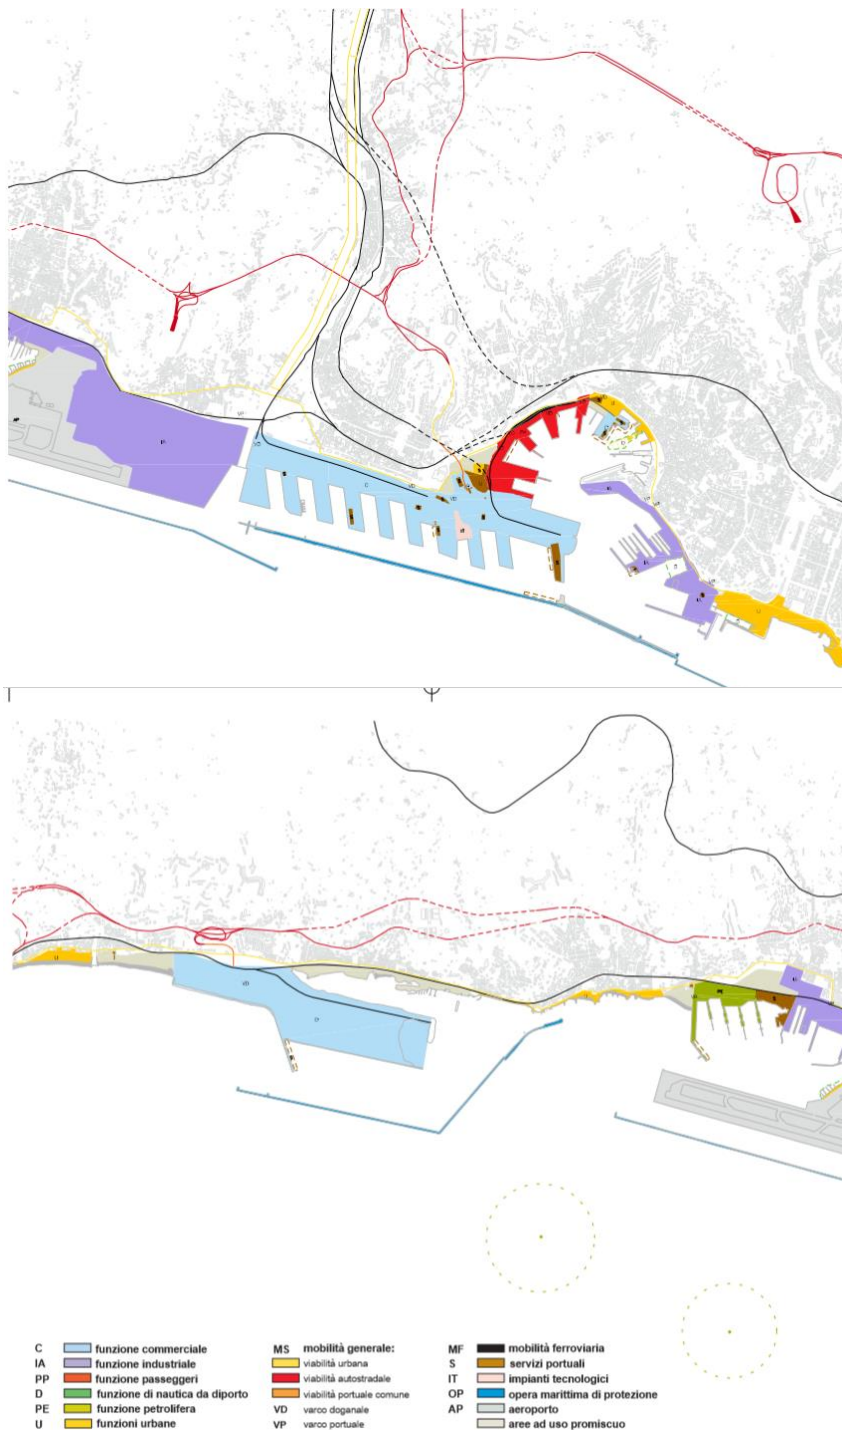 C funzione commerciale
IA funzione industriale
PP funzione passeggeri
D funzione di nautica da diporto
PE funzione petrolifera
U funzioni urbane
MS mobilità generale:
viabilità urbana
viabilità autostradale
viabilità portuale comune
VD varco doganale
VP varco portuale
MF mobilità ferroviaria
S servizi portuali
IT impianti tecnologici
OP opera marittima di protezione
AP aeroporto
aree ad uso promiscuo